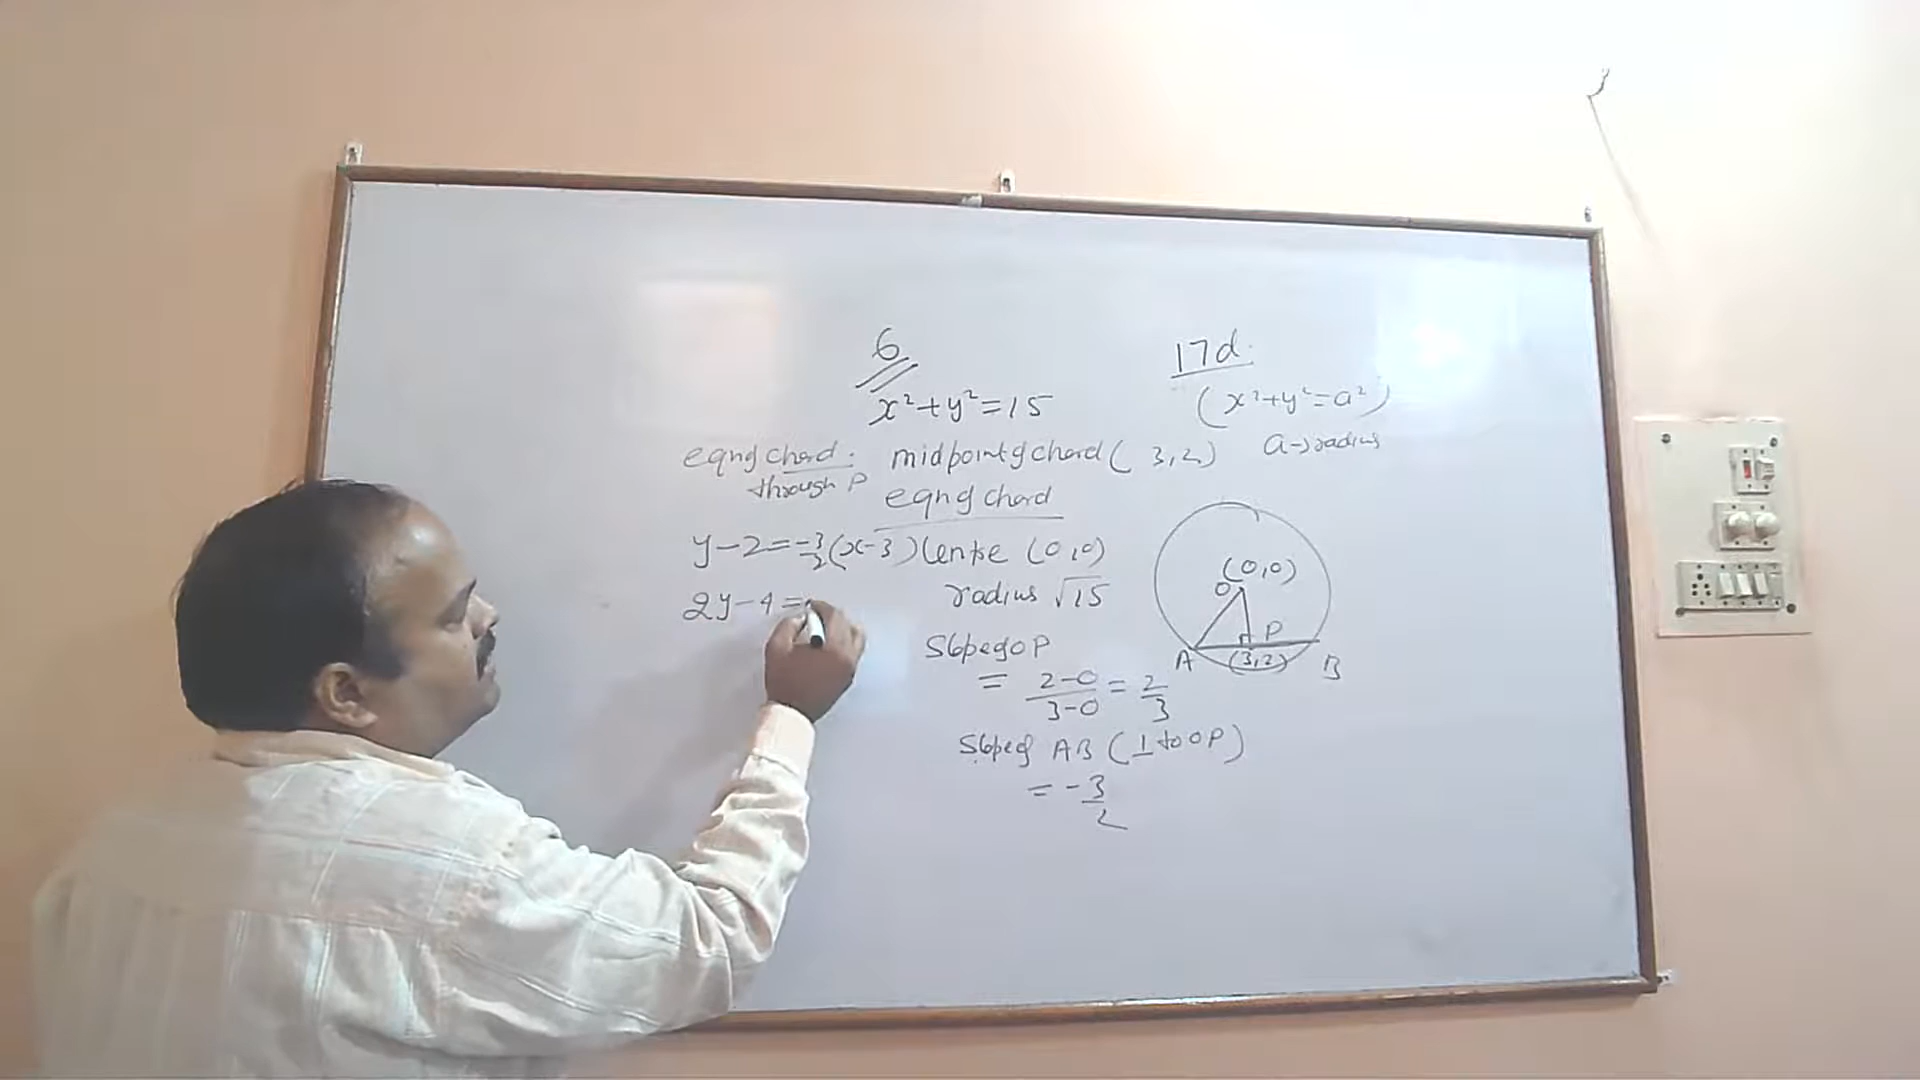 6
x²+y²=15
17d.
(x²+y²=a²)
a→radius
eqn of chord.
through P
midpoint of chord (3,2)
eqn of chord
y-2=-3/2(x-3)
2y-4=
Centre (0,0)
radius √15
Slope of OP
= 2-0/3-0 = 2/3
Slope of AB (⊥ to OP)
= -3/2
(0,0)
O
P
A
(3,2)
B